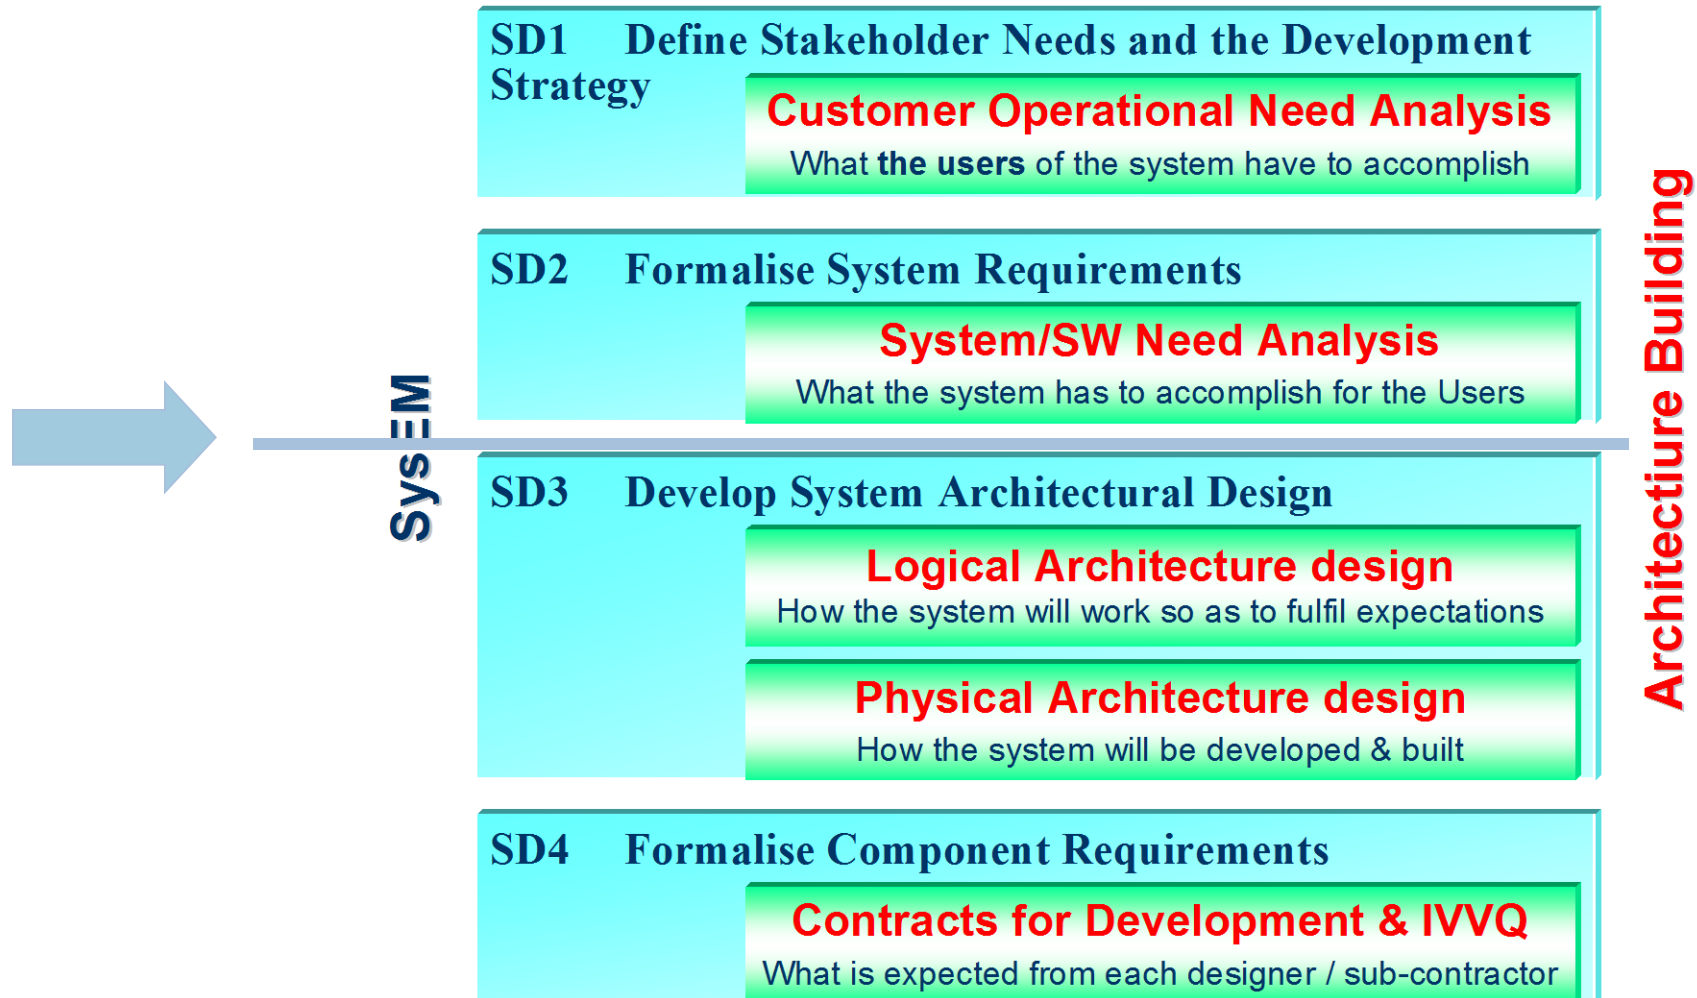 SD1 Define Stakeholder Needs and the Development
Strategy
Customer Operational Need Analysis
What the users of the system have to accomplish
SD2 Formalise System Requirements
System/SW Need Analysis
What the system has to accomplish for the Users
SysEM
SD3 Develop System Architectural Design
Logical Architecture design
How the system will work so as to fulfil expectations
Physical Architecture design
How the system will be developed & built
SD4 Formalise Component Requirements
Contracts for Development & IVVQ
What is expected from each designer / sub-contractor
Architectiure Building